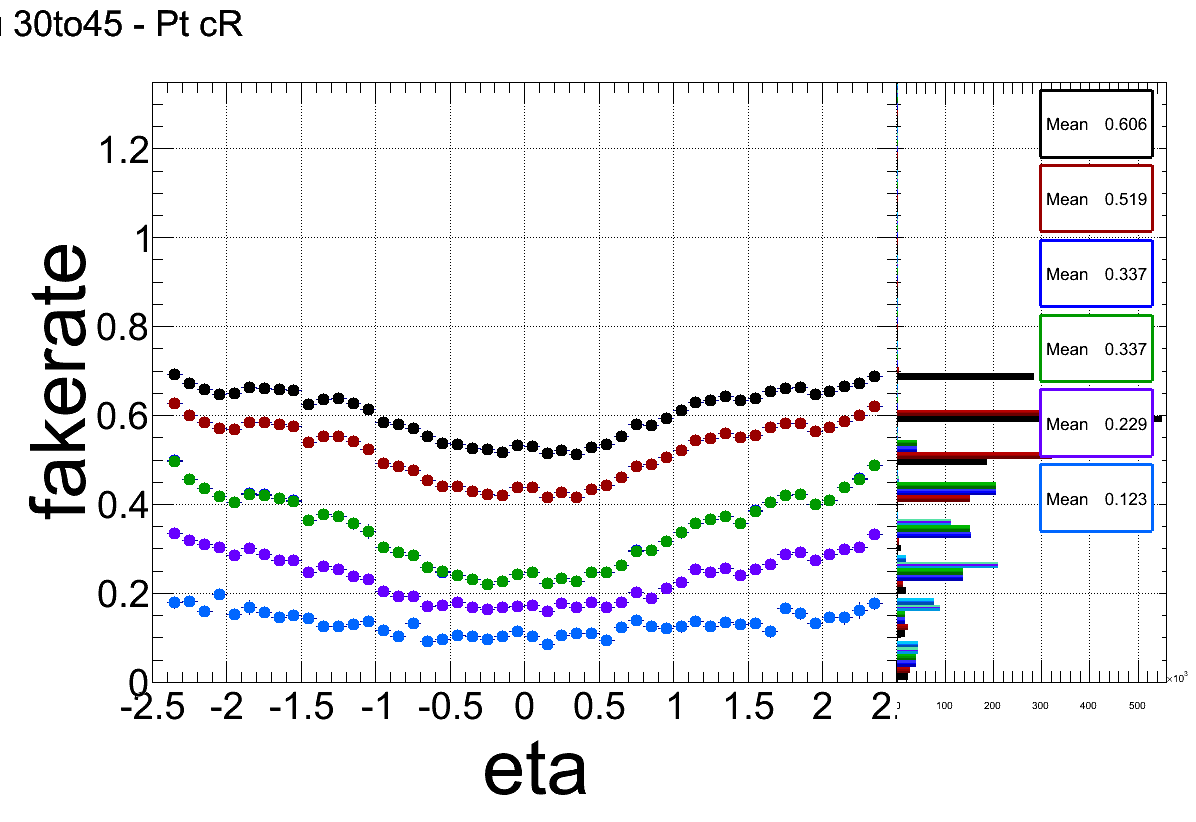 30to45 - Pt cR
fakerate
1.2
1
0.8
0.6
0.4
0.2
0
-2.5 -2 -1.5 -1 -0.5 0 0.5 1 1.5 2 2.
eta
Mean 0.606
Mean 0.519
Mean 0.337
Mean 0.337
Mean 0.229
Mean 0.123
100 200 300 400 500
×10³